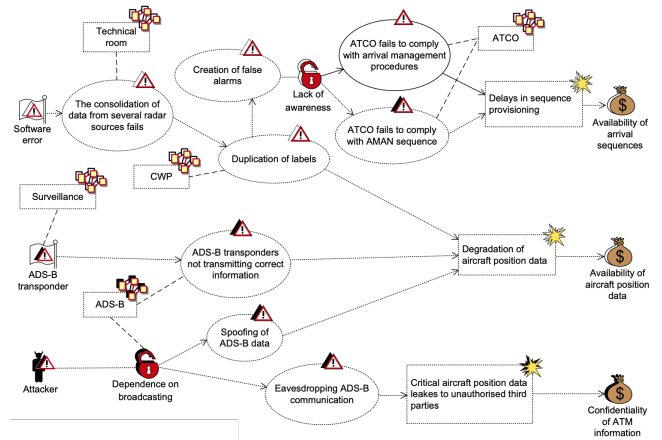 Technical
room
ATCO fails to comply
with arrival management
procedures
ATCO
Creation of false
alarms
Software
error
The consolidation of
data from several radar
sources fails
Lack of
awareness
Delays in sequence
provisioning
Availability of
arrival sequences
ATCO fails to comply
with AMAN sequence
Duplication of labels
CWP
Surveillance
ADS-B
transponder
ADS-B transponders
not transmitting correct
information
Degradation of
aircraft position data
Availability of
aircraft position
data
ADS-B
Spoofing of
ADS-B data
Attacker
Dependence on
broadcasting
Eavesdropping ADS-B
communication
Critical aircraft position data
leakes to unauthorised third
parties
Confidentiality
of ATM
information
$
$
$